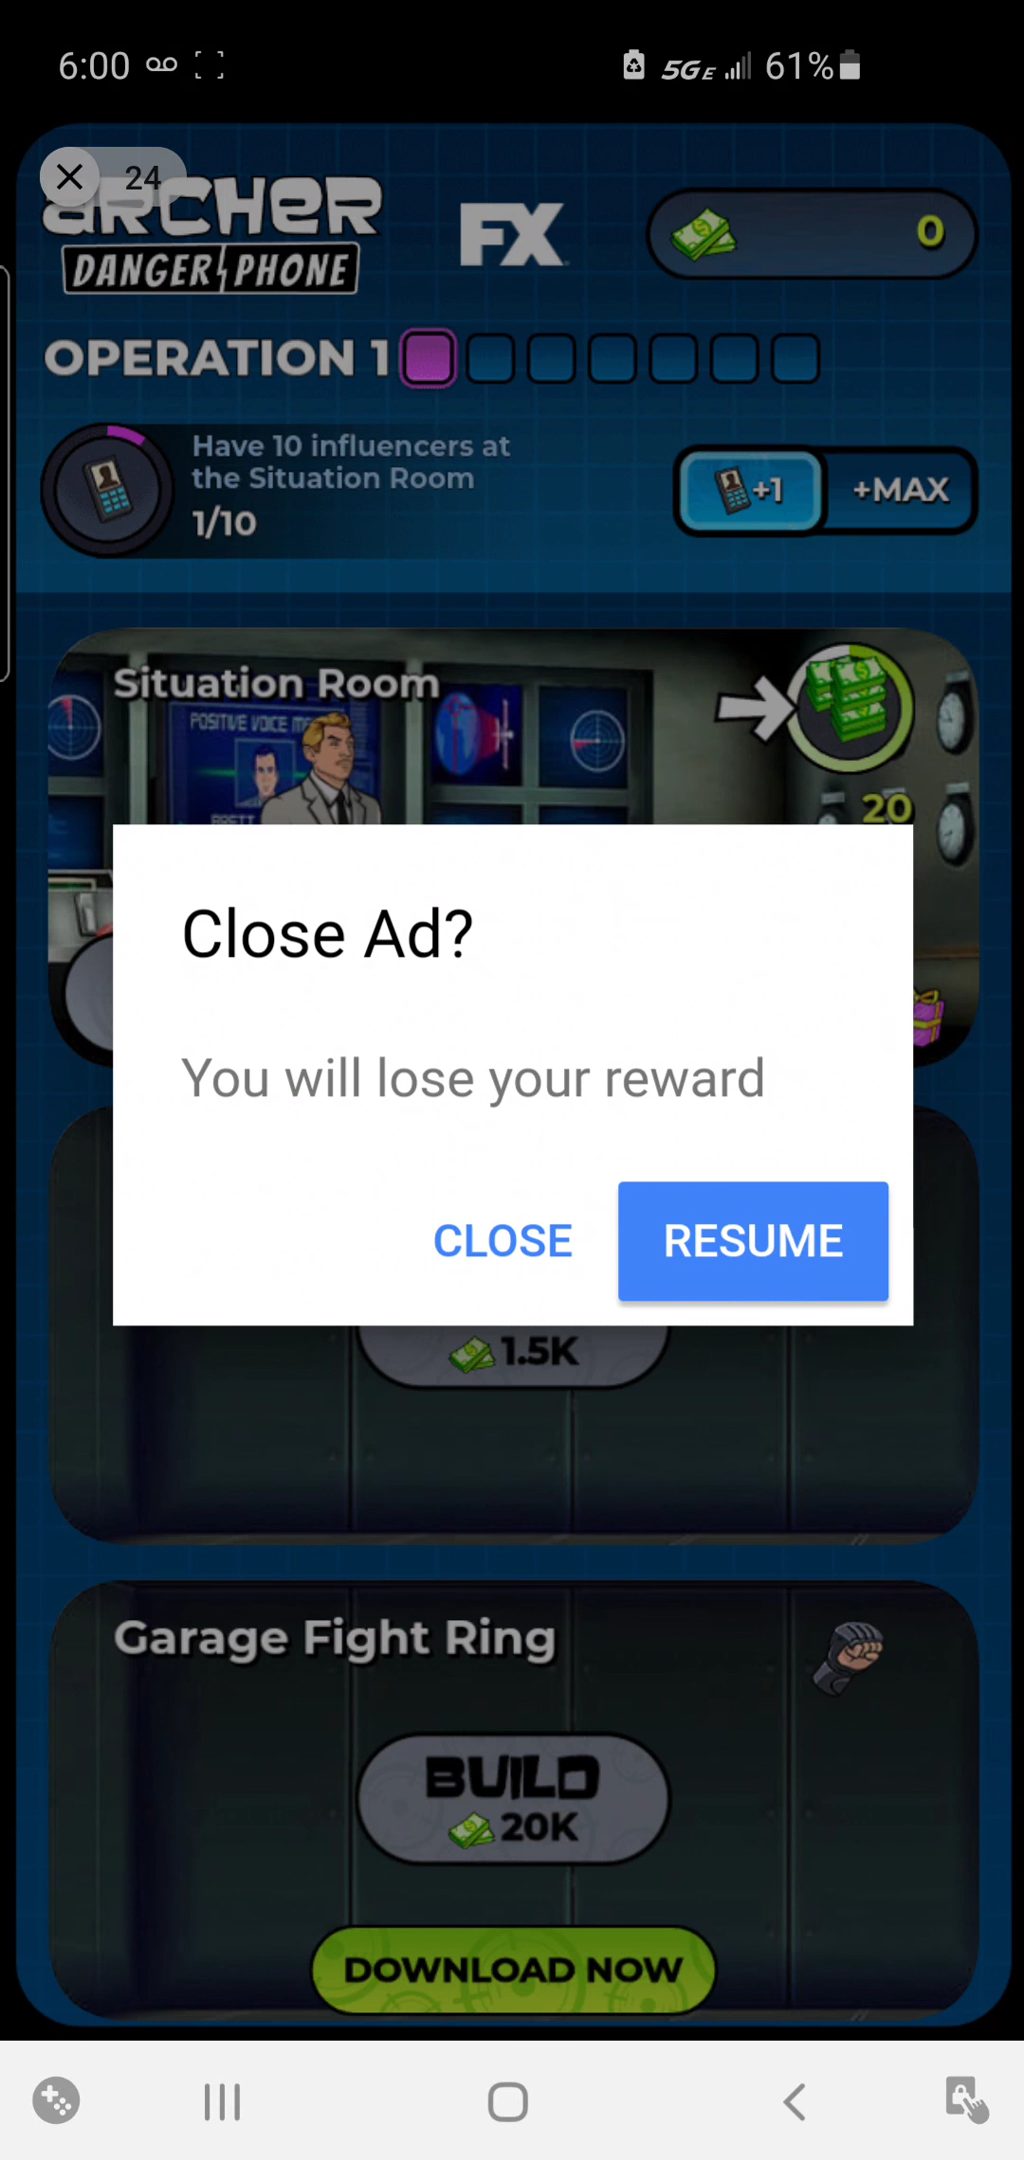 6:00
5GE 61%
24
ARCHER
DANGER PHONE
FX
0
OPERATION 1
Have 10 influencers at
the Situation Room
1/10
+1
+MAX
Situation Room
POSITIVE VOICE
20
Close Ad?
You will lose your reward
CLOSE
RESUME
1.5K
Garage Fight Ring
BUILD
20K
DOWNLOAD NOW